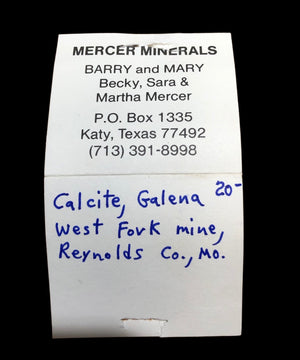 MERCER MINERALS
BARRY and MARY
Becky, Sara &
Martha Mercer
P.O. Box 1335
Katy, Texas 77492
(713) 391-8998
Calcite, Galena 20-
West Fork mine,
Reynolds Co., Mo.